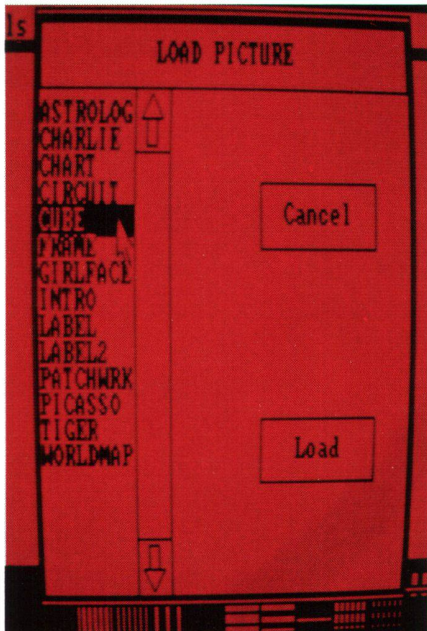 ls
LOAD PICTURE
ASTROLOG
CHARLIE
CHART
CIRCUIT
CUBE
FRAME
GIRLFACE
INTRO
LABEL
LABEL2
PATCHWRK
PICASSO
TIGER
WORLDMAP
Cancel
Load